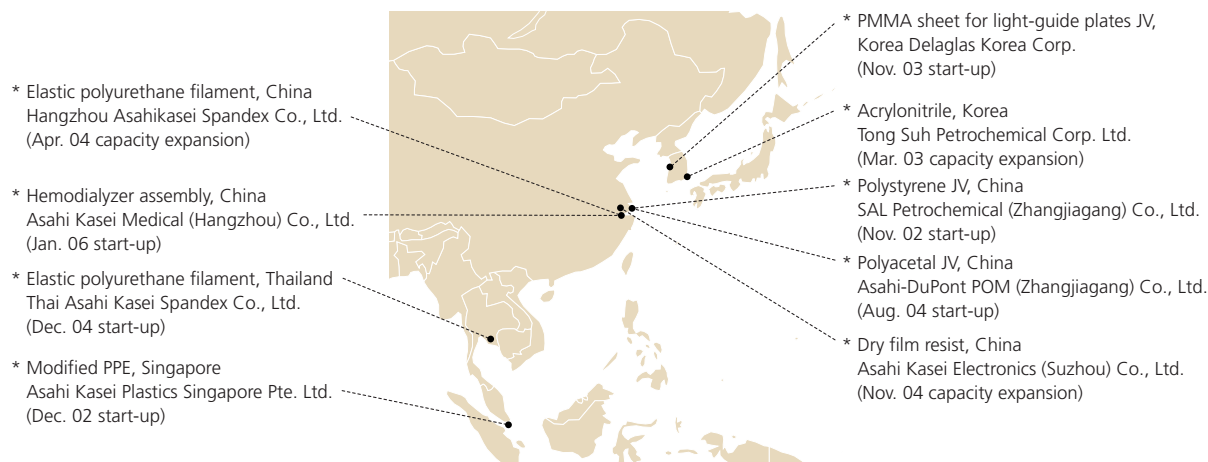 * Elastic polyurethane filament, China
Hangzhou Asahikasei Spandex Co., Ltd.
(Apr. 04 capacity expansion)
* Hemodialyzer assembly, China
Asahi Kasei Medical (Hangzhou) Co., Ltd.
(Jan. 06 start-up)
* Elastic polyurethane filament, Thailand
Thai Asahi Kasei Spandex Co., Ltd.
(Dec. 04 start-up)
* Modified PPE, Singapore
Asahi Kasei Plastics Singapore Pte. Ltd.
(Dec. 02 start-up)
* PMMA sheet for light-guide plates JV,
Korea Delaglas Korea Corp.
(Nov. 03 start-up)
* Acrylonitrile, Korea
Tong Suh Petrochemical Corp. Ltd.
(Mar. 03 capacity expansion)
* Polystyrene JV, China
SAL Petrochemical (Zhangjiagang) Co., Ltd.
(Nov. 02 start-up)
* Polyacetal JV, China
Asahi-DuPont POM (Zhangjiagang) Co., Ltd.
(Aug. 04 start-up)
* Dry film resist, China
Asahi Kasei Electronics (Suzhou) Co., Ltd.
(Nov. 04 capacity expansion)